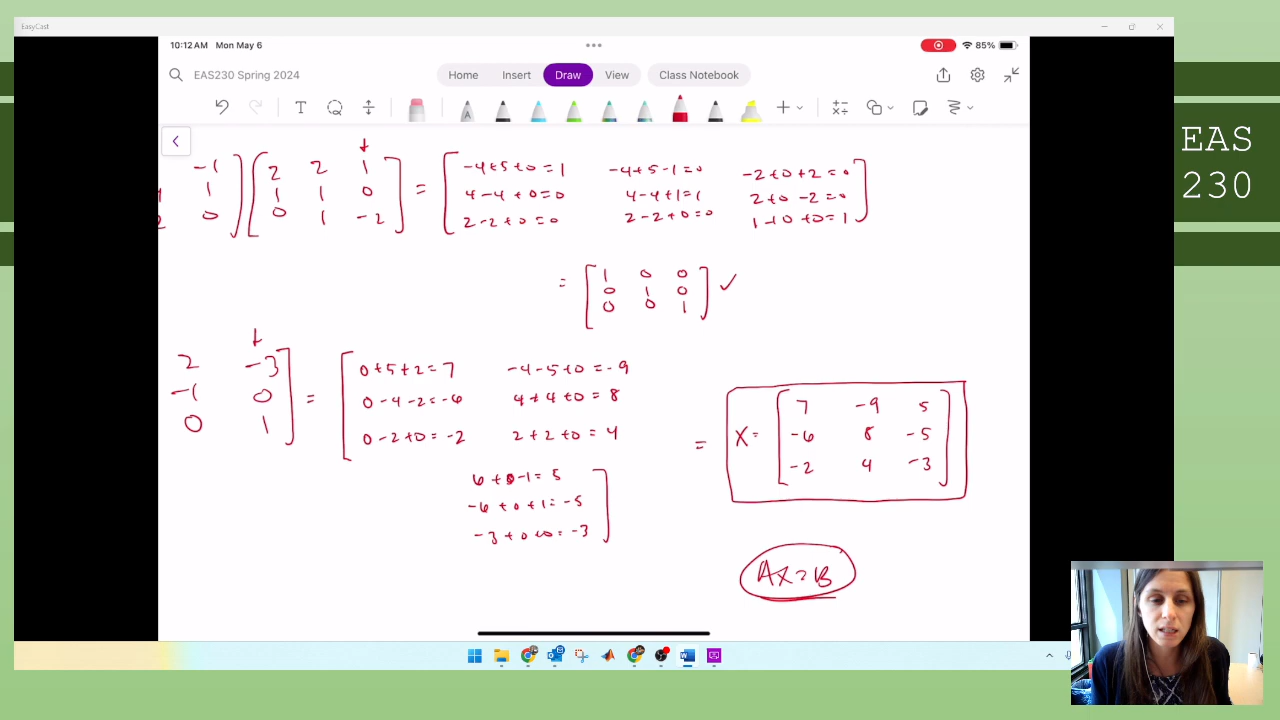 EasyCast
10:12 AM Mon May 6
85%
EAS230 Spring 2024
Home Insert Draw View Class Notebook
EAS
230
-1 2 2 1 -4+5+0=1 -4+5-1=0 -2+0+2=0
1 1 1 0 = 4-4+0=0 4-4+1=1 2+0-2=0
0 0 1 -2 2-2+0=0 2-2+0=0 1+0+0=1
= 1 0 0
0 1 0
0 0 1 ✓
2 -3 0+5+2=7 -4-5+0=-9
-1 0 = 0-4-2=-6 4+4+0=8
0 1 0-2+0=-2 2+2+0=4
6+0-1=5
-6+0+1=-5
-3+0+0=-3
= X= 7 -9 5
-6 8 -5
-2 4 -3
AX=B